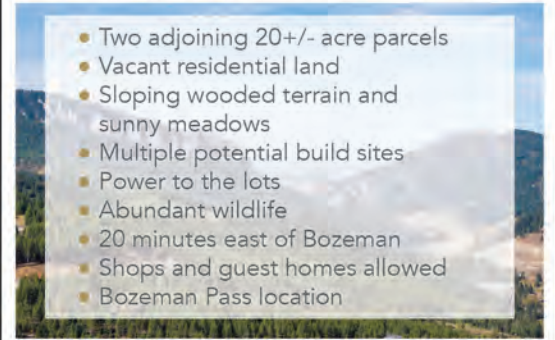 • Two adjoining 20+/- acre parcels
• Vacant residential land
• Sloping wooded terrain and
sunny meadows
• Multiple potential build sites
• Power to the lots
• Abundant wildlife
• 20 minutes east of Bozeman
• Shops and guest homes allowed
• Bozeman Pass location